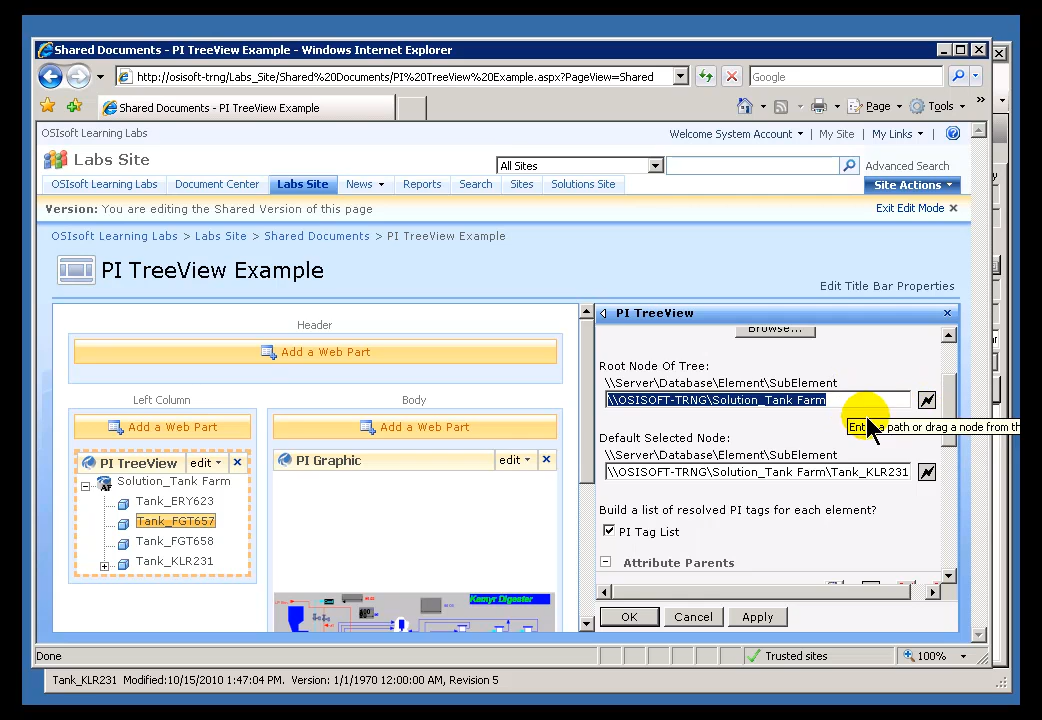 Shared Documents - PI TreeView Example - Windows Internet Explorer
http://osisoft-trng/Labs_Site/Shared%20Documents/PI%20TreeView%20Example.aspx?PageView=Shared
Google
Shared Documents - PI TreeView Example
Page
Tools
OSIsoft Learning Labs
Welcome System Account
My Site
My Links
Labs Site
All Sites
Advanced Search
OSIsoft Learning Labs Document Center Labs Site News Reports Search Sites Solutions Site
Site Actions
Version: You are editing the Shared Version of this page
Exit Edit Mode
OSIsoft Learning Labs > Labs Site > Shared Documents > PI TreeView Example
PI TreeView Example
Edit Title Bar Properties
Header
Add a Web Part
Left Column
Add a Web Part
PI TreeView edit
Solution_Tank Farm
AF
Tank_ERY623
Tank_FGT657
Tank_FGT658
Tank_KLR231
Body
Add a Web Part
PI Graphic edit
Kamyr Digester
PI TreeView
Browse...
Root Node Of Tree:
\\Server\Database\Element\SubElement
\\OSISOFT-TRNG\Solution_Tank Farm
Default Selected Node:
\\Server\Database\Element\SubElement
\\OSISOFT-TRNG\Solution_Tank Farm\Tank_KLR231
Build a list of resolved PI tags for each element?
PI Tag List
Attribute Parents
OK Cancel Apply
Done
Trusted sites
100%
Tank_KLR231 Modified:10/15/2010 1:47:04 PM. Version: 1/1/1970 12:00:00 AM, Revision 5